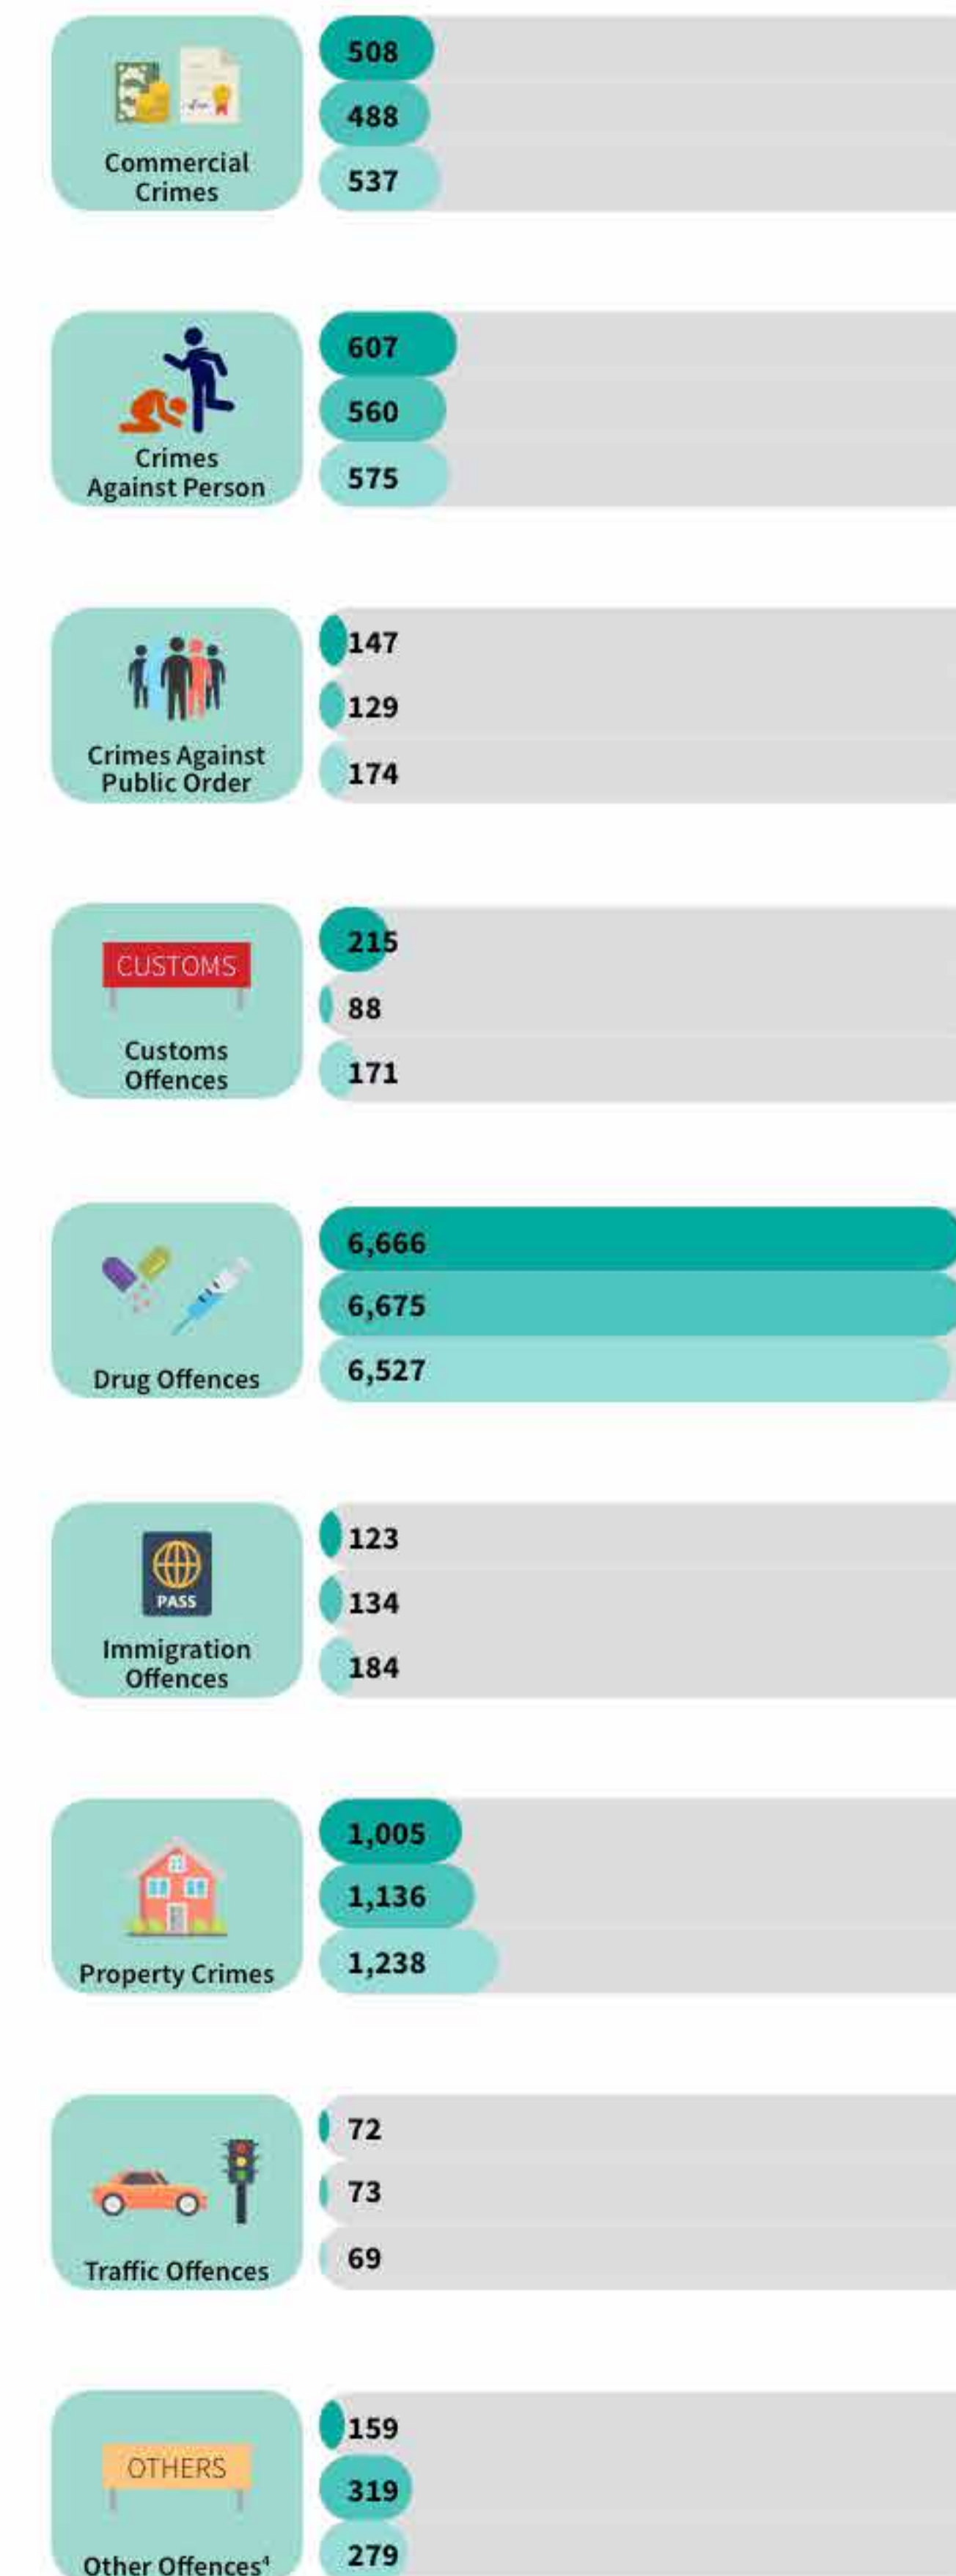 508
488
537
Commercial
Crimes
607
560
575
Crimes
Against Person
147
129
174
Crimes Against
Public Order
CUSTOMS
215
88
171
Customs
Offences
6,666
6,675
6,527
Drug Offences
PASS
123
134
184
Immigration
Offences
1,005
1,136
1,238
Property Crimes
72
73
69
Traffic Offences
OTHERS
159
319
279
Other Offences⁴